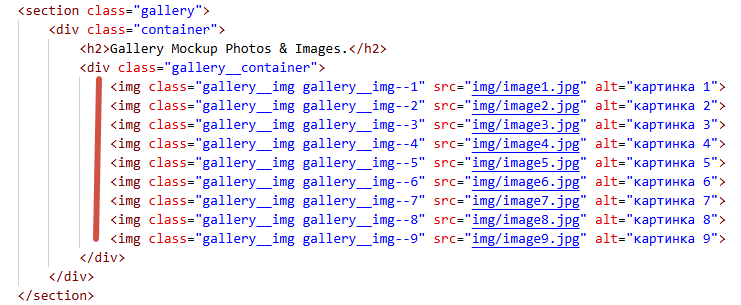 <section class="gallery">
<div class="container">
<h2>Gallery Mockup Photos & Images.</h2>
<div class="gallery__container">
<img class="gallery__img gallery__img--1" src="img/image1.jpg" alt="картинка 1">
<img class="gallery__img gallery__img--2" src="img/image2.jpg" alt="картинка 2">
<img class="gallery__img gallery__img--3" src="img/image3.jpg" alt="картинка 3">
<img class="gallery__img gallery__img--4" src="img/image4.jpg" alt="картинка 4">
<img class="gallery__img gallery__img--5" src="img/image5.jpg" alt="картинка 5">
<img class="gallery__img gallery__img--6" src="img/image6.jpg" alt="картинка 6">
<img class="gallery__img gallery__img--7" src="img/image7.jpg" alt="картинка 7">
<img class="gallery__img gallery__img--8" src="img/image8.jpg" alt="картинка 8">
<img class="gallery__img gallery__img--9" src="img/image9.jpg" alt="картинка 9">
</div>
</div>
</section>